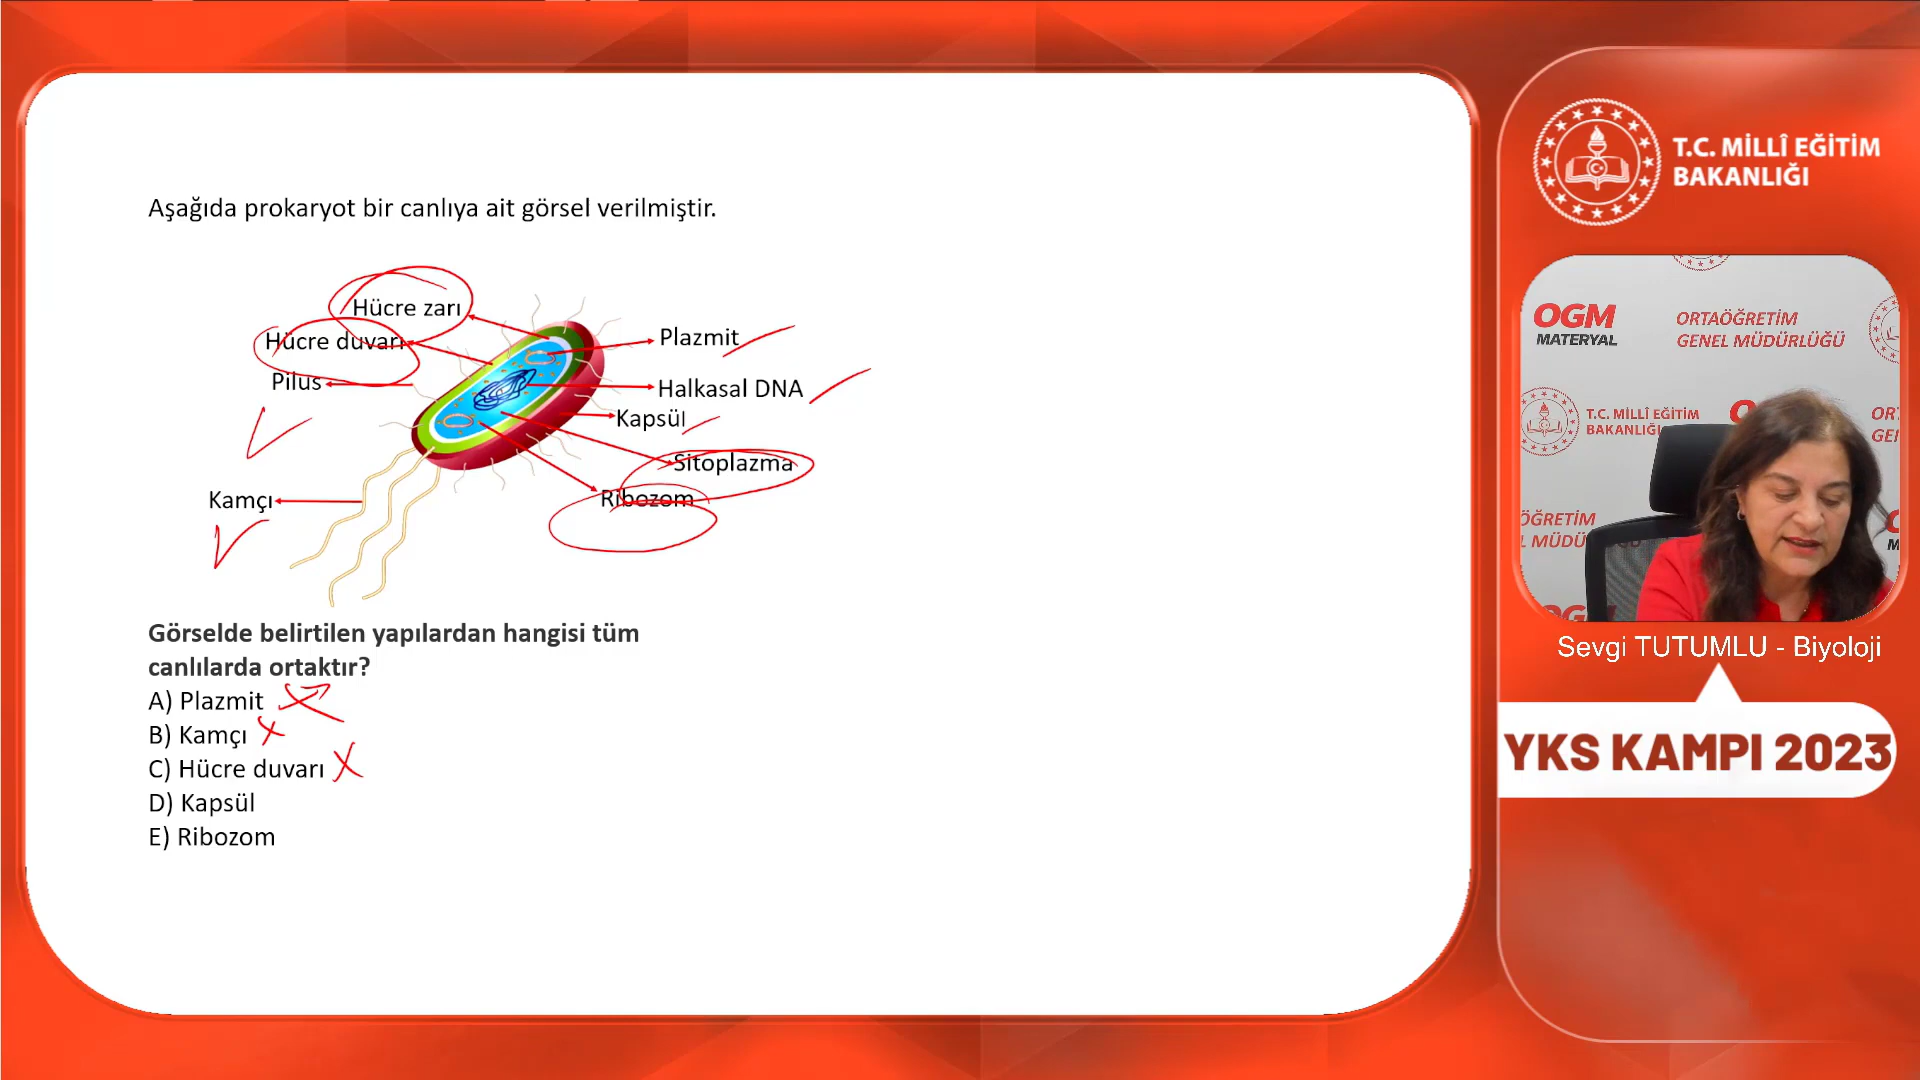 Aşağıda prokaryot bir canlıya ait görsel verilmiştir.
Hücre zarı
Hücre duvarı
Pilus
Kamçı
Plazmit
Halkasal DNA
Kapsül
Sitoplazma
Ribozom
Görselde belirtilen yapılardan hangisi tüm
canlılarda ortaktır?
A) Plazmit
B) Kamçı
C) Hücre duvarı
D) Kapsül
E) Ribozom
T.C. MİLLÎ EĞİTİM
BAKANLIĞI
OGM
MATERYAL
ORTAÖĞRETİM
GENEL MÜDÜRLÜĞÜ
T.C. MİLLÎ EĞİTİM
BAKANLIĞI
Sevgi TUTUMLU - Biyoloji
YKS KAMPI 2023